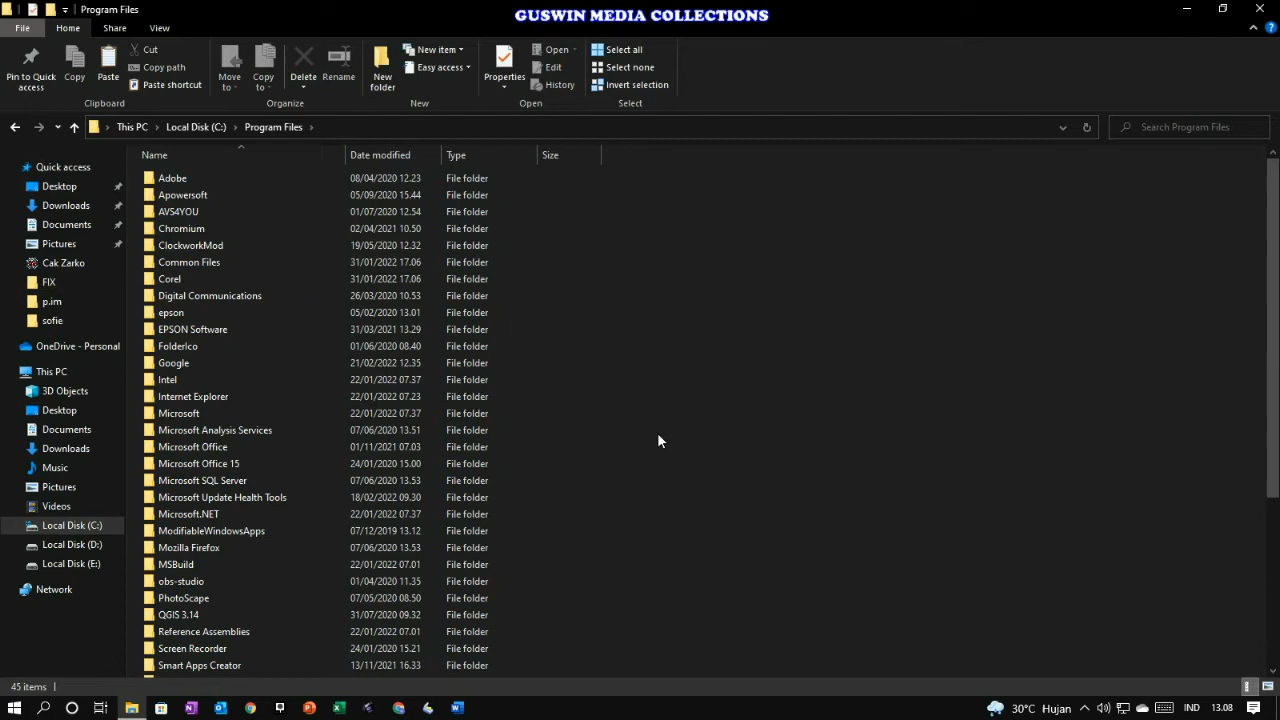 Program Files
GUSWIN MEDIA COLLECTIONS
File Home Share View
Pin to Quick access
Copy
Paste
Cut
Copy path
Paste shortcut
Clipboard
Move to
Copy to
Delete
Rename
Organize
New folder
New item
Easy access
New
Properties
Open
Edit
History
Open
Select all
Select none
Invert selection
Select
This PC Local Disk (C:) Program Files
Search Program Files
Quick access
Desktop
Downloads
Documents
Pictures
Cak Zarko
FIX
p.im
sofie
OneDrive - Personal
This PC
3D Objects
Desktop
Documents
Downloads
Music
Pictures
Videos
Local Disk (C:)
Local Disk (D:)
Local Disk (E:)
Network
Name Date modified Type Size
Adobe 08/04/2020 12.23 File folder
Apowersoft 05/09/2020 15.44 File folder
AVS4YOU 01/07/2020 12.54 File folder
Chromium 02/04/2021 10.50 File folder
ClockworkMod 19/05/2020 12.32 File folder
Common Files 31/01/2022 17.06 File folder
Corel 31/01/2022 17.06 File folder
Digital Communications 26/03/2020 10.53 File folder
epson 05/02/2020 13.01 File folder
EPSON Software 31/03/2021 13.29 File folder
FolderIco 01/06/2020 08.40 File folder
Google 21/02/2022 12.35 File folder
Intel 22/01/2022 07.37 File folder
Internet Explorer 22/01/2022 07.23 File folder
Microsoft 22/01/2022 07.37 File folder
Microsoft Analysis Services 07/06/2020 13.51 File folder
Microsoft Office 01/11/2021 07.03 File folder
Microsoft Office 15 24/01/2020 15.00 File folder
Microsoft SQL Server 07/06/2020 13.53 File folder
Microsoft Update Health Tools 18/02/2022 09.30 File folder
Microsoft.NET 22/01/2022 07.37 File folder
ModifiableWindowsApps 07/12/2019 13.12 File folder
Mozilla Firefox 07/06/2020 13.53 File folder
MSBuild 22/01/2022 07.01 File folder
obs-studio 01/04/2020 11.35 File folder
PhotoScape 07/05/2020 08.50 File folder
QGIS 3.14 31/07/2020 09.32 File folder
Reference Assemblies 22/01/2022 07.01 File folder
Screen Recorder 24/01/2020 15.21 File folder
Smart Apps Creator 13/11/2021 16.33 File folder
45 items
30°C Hujan IND 13.08